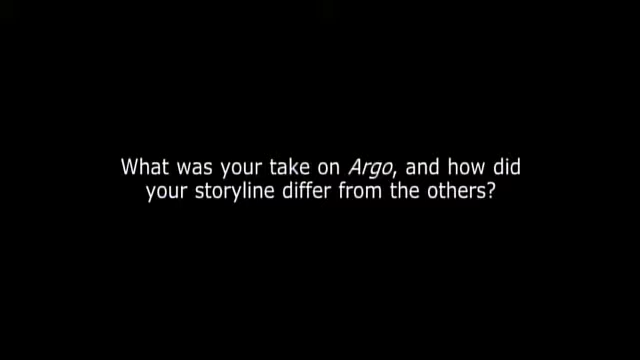 What was your take on Argo, and how did
your storyline differ from the others?